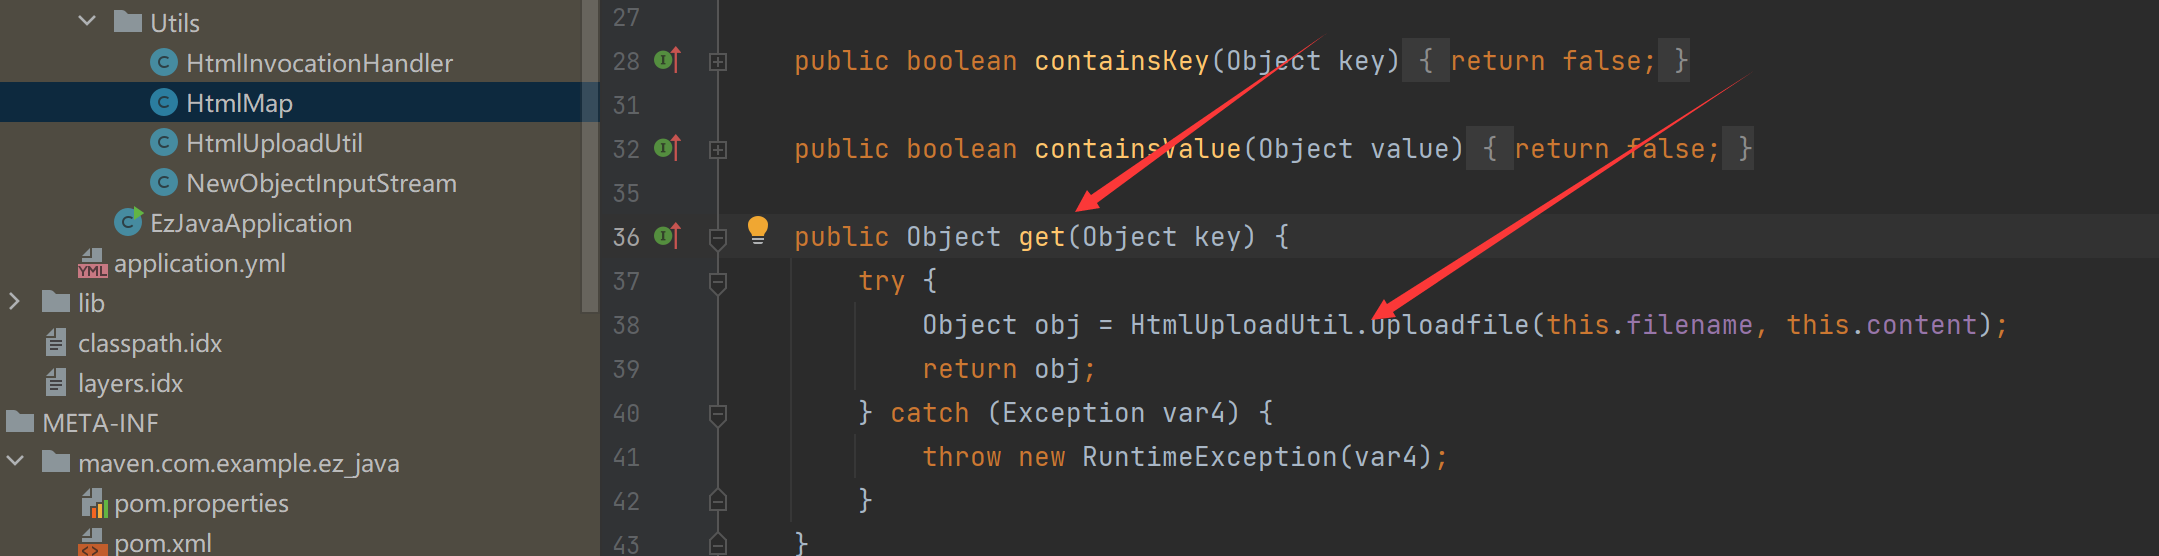 Utils
HtmlInvocationHandler
HtmlMap
HtmlUploadUtil
NewObjectInputStream
EzJavaApplication
application.yml
lib
classpath.idx
layers.idx
META-INF
maven.com.example.ez_java
pom.properties
pom.xml
27
28 public boolean containsKey(Object key) { return false; }
31
32 public boolean containsValue(Object value) { return false; }
35
36 public Object get(Object key) {
37 try {
38 Object obj = HtmlUploadUtil.uploadfile(this.filename, this.content);
39 return obj;
40 } catch (Exception var4) {
41 throw new RuntimeException(var4);
42 }
43 }